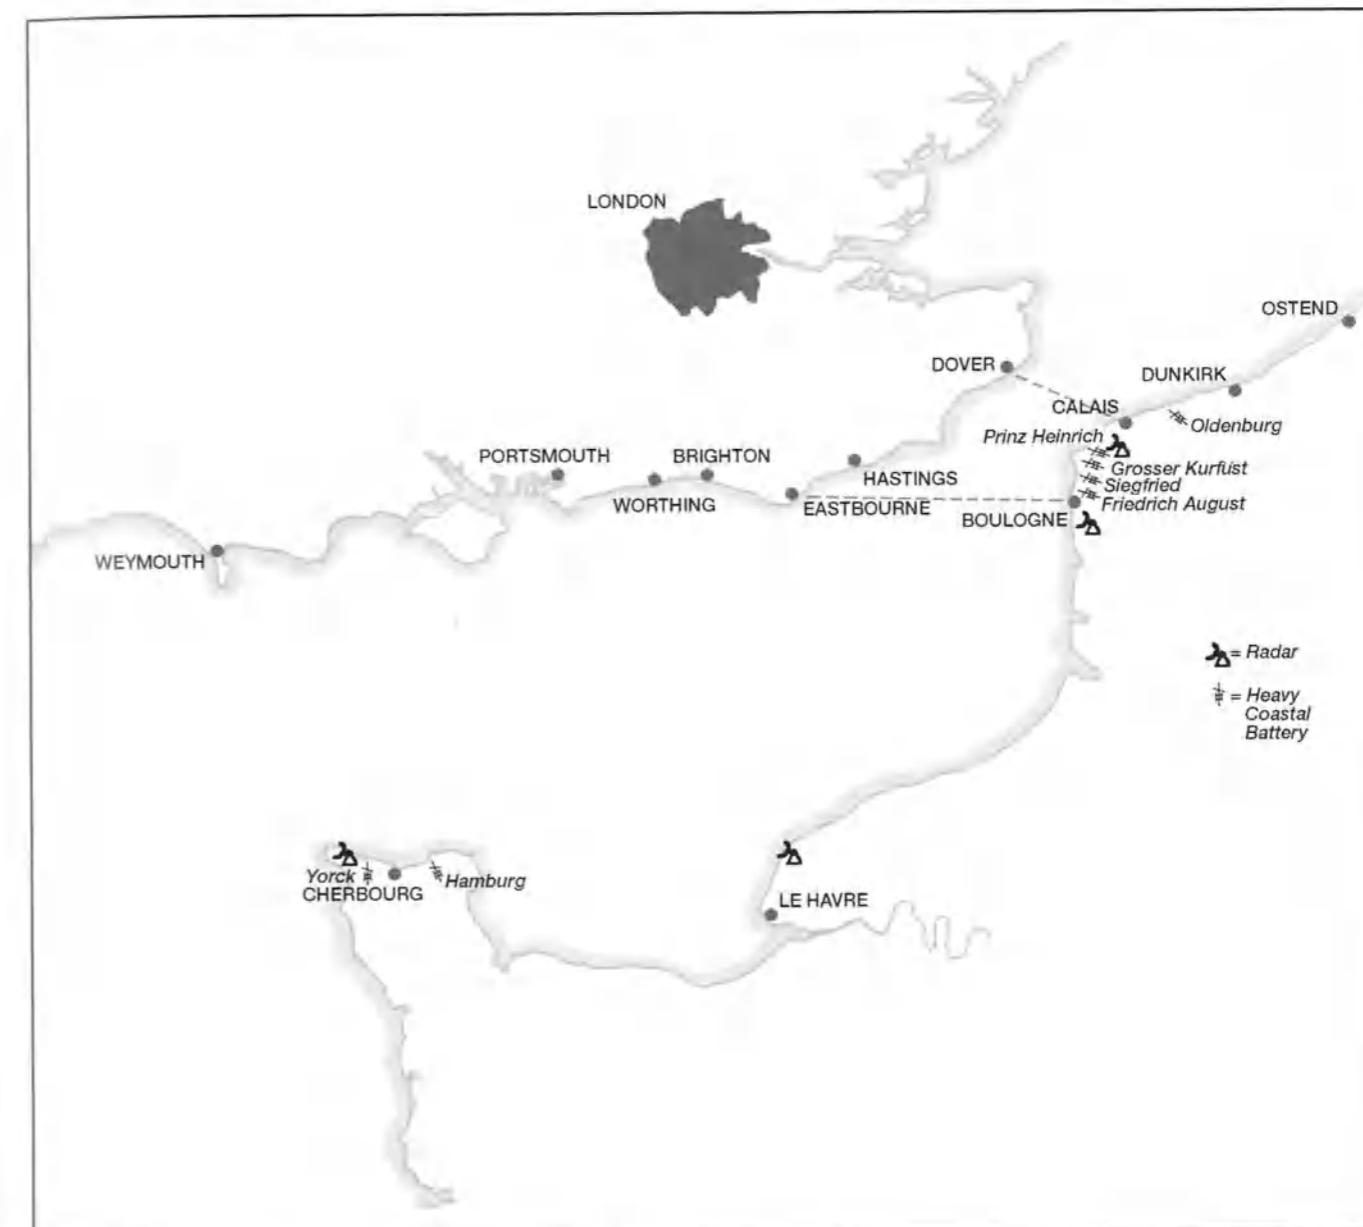 LONDON
OSTEND
DOVER
DUNKIRK
CALAIS
Oldenburg
Prinz Heinrich
PORTSMOUTH
BRIGHTON
Grosser Kurfust
HASTINGS
Siegfried
WORTHING
EASTBOURNE
Friedrich August
BOULOGNE
WEYMOUTH
= Radar
= Heavy
Coastal
Battery
Yorck
Hamburg
CHERBOURG
LE HAVRE